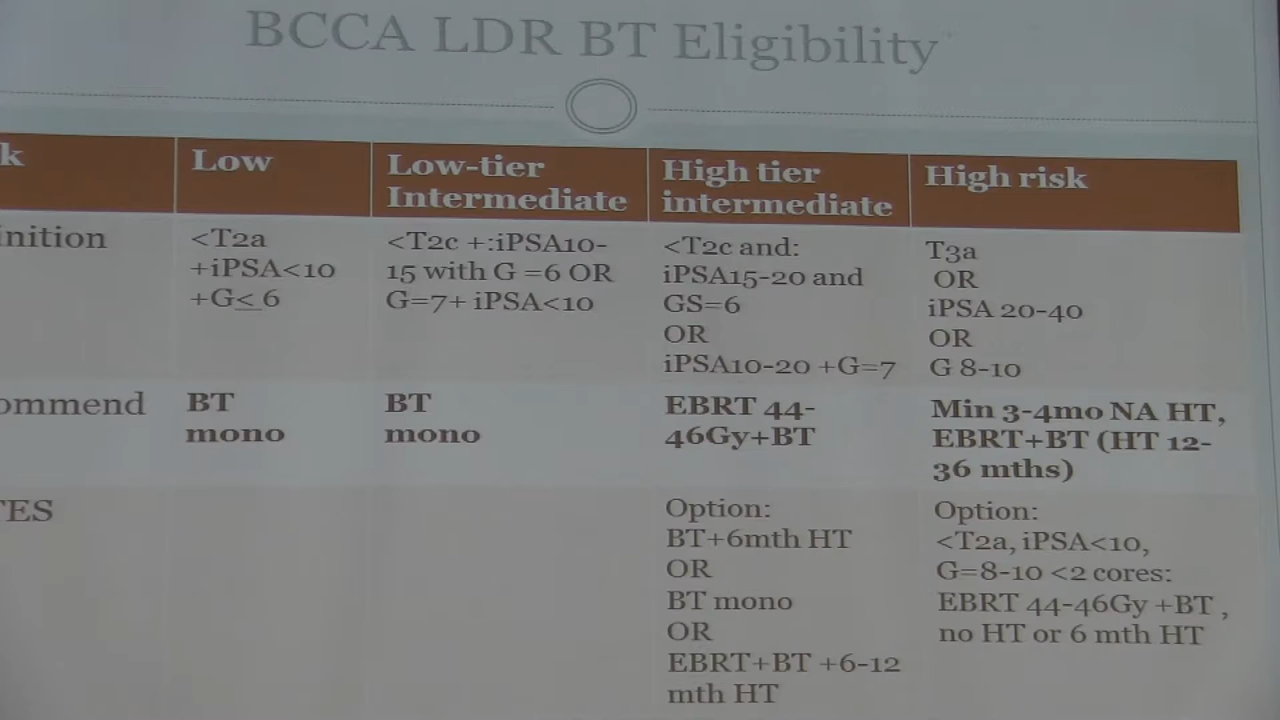 BCCA LDR BT Eligibility
k
Low
Low-tier
Intermediate
High tier
intermediate
High risk
inition
<T2a
+iPSA<10
+G≤ 6
<T2c +:iPSA10-
15 with G =6 OR
G=7+ iPSA<10
<T2c and:
iPSA15-20 and
GS=6
OR
iPSA10-20 +G=7
T3a
OR
iPSA 20-40
OR
G 8-10
ommend
BT
mono
BT
mono
EBRT 44-
46Gy+BT
Min 3-4mo NA HT,
EBRT+BT (HT 12-
36 mths)
TES
Option:
BT+6mth HT
OR
BT mono
OR
EBRT+BT +6-12
mth HT
Option:
<T2a, iPSA<10,
G=8-10 <2 cores:
EBRT 44-46Gy +BT ,
no HT or 6 mth HT